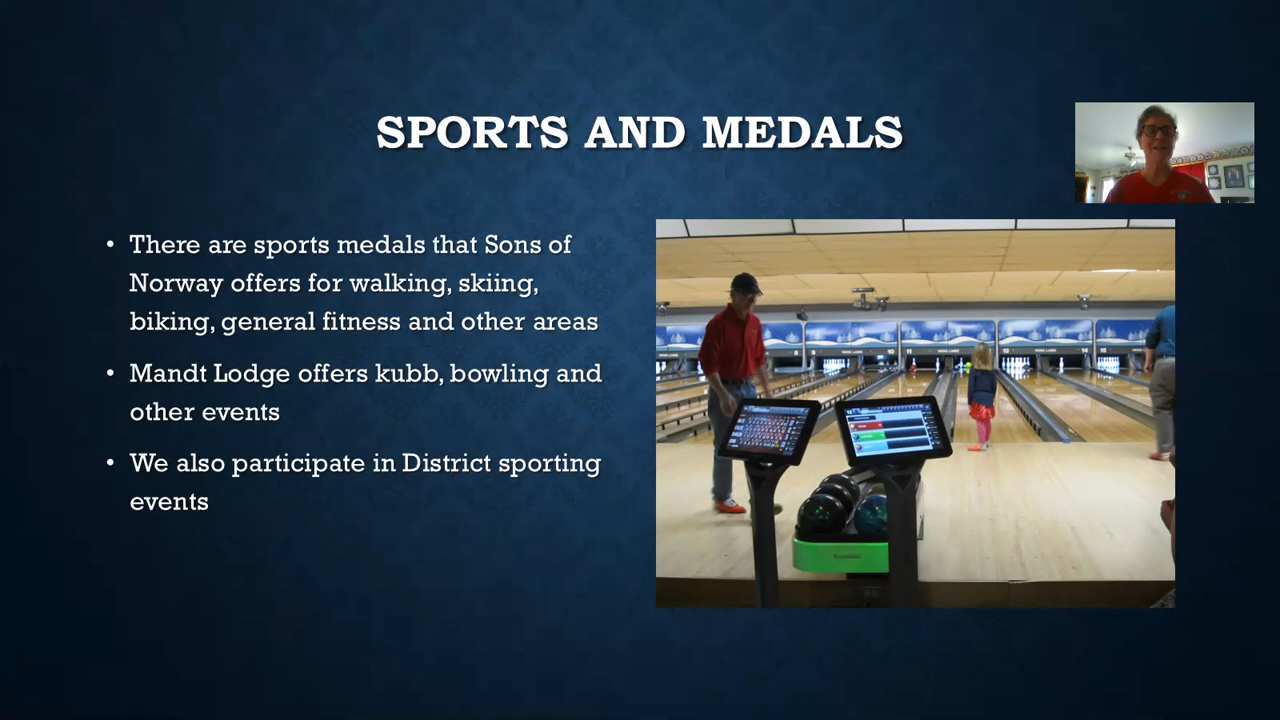 SPORTS AND MEDALS
• There are sports medals that Sons of
Norway offers for walking, skiing,
biking, general fitness and other areas
• Mandt Lodge offers kubb, bowling and
other events
• We also participate in District sporting
events